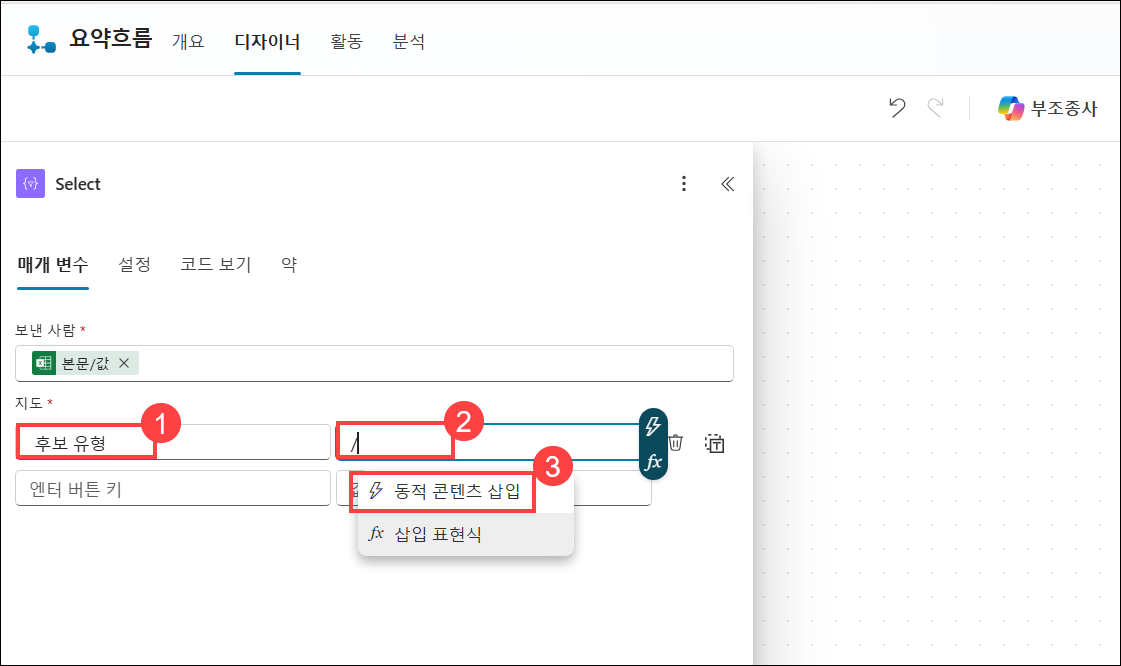 요약흐름 개요 디자이너 활동 분석
부조종사
Select
매개 변수 설정 코드 보기 약
보낸 사람 *
본문/값
지도 *
1
2
후보 유형 /
fx
3
엔터 버튼 키
동적 콘텐츠 삽입
fx 삽입 표현식